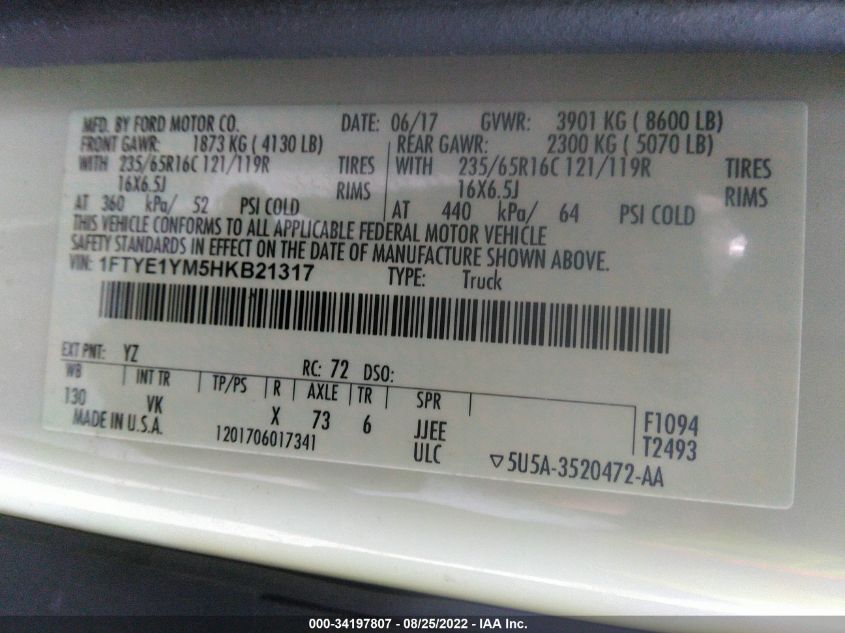 MFD. BY FORD MOTOR CO. DATE: 06/17 GVWR: 3901 KG ( 8600 LB)
FRONT GAWR: 1873 KG ( 4130 LB) REAR GAWR: 2300 KG ( 5070 LB)
WITH 235/65R16C 121/119R TIRES WITH 235/65R16C 121/119R TIRES
16X6.5J RIMS 16X6.5J RIMS
AT 360 kPa/ 52 PSI COLD AT 440 kPa/ 64 PSI COLD
THIS VEHICLE CONFORMS TO ALL APPLICABLE FEDERAL MOTOR VEHICLE
SAFETY STANDARDS IN EFFECT ON THE DATE OF MANUFACTURE SHOWN ABOVE.
VIN: 1FTYE1YM5HKB21317 TYPE: Truck
EXT PNT: YZ RC: 72 DSO:
WB INT TR TP/PS R AXLE TR SPR
130 VK X 73 6 JJEE F1094
MADE IN U.S.A. 1201706017341 ULC T2493
▽5U5A-3520472-AA
000-34197807 - 08/25/2022 - IAA Inc.